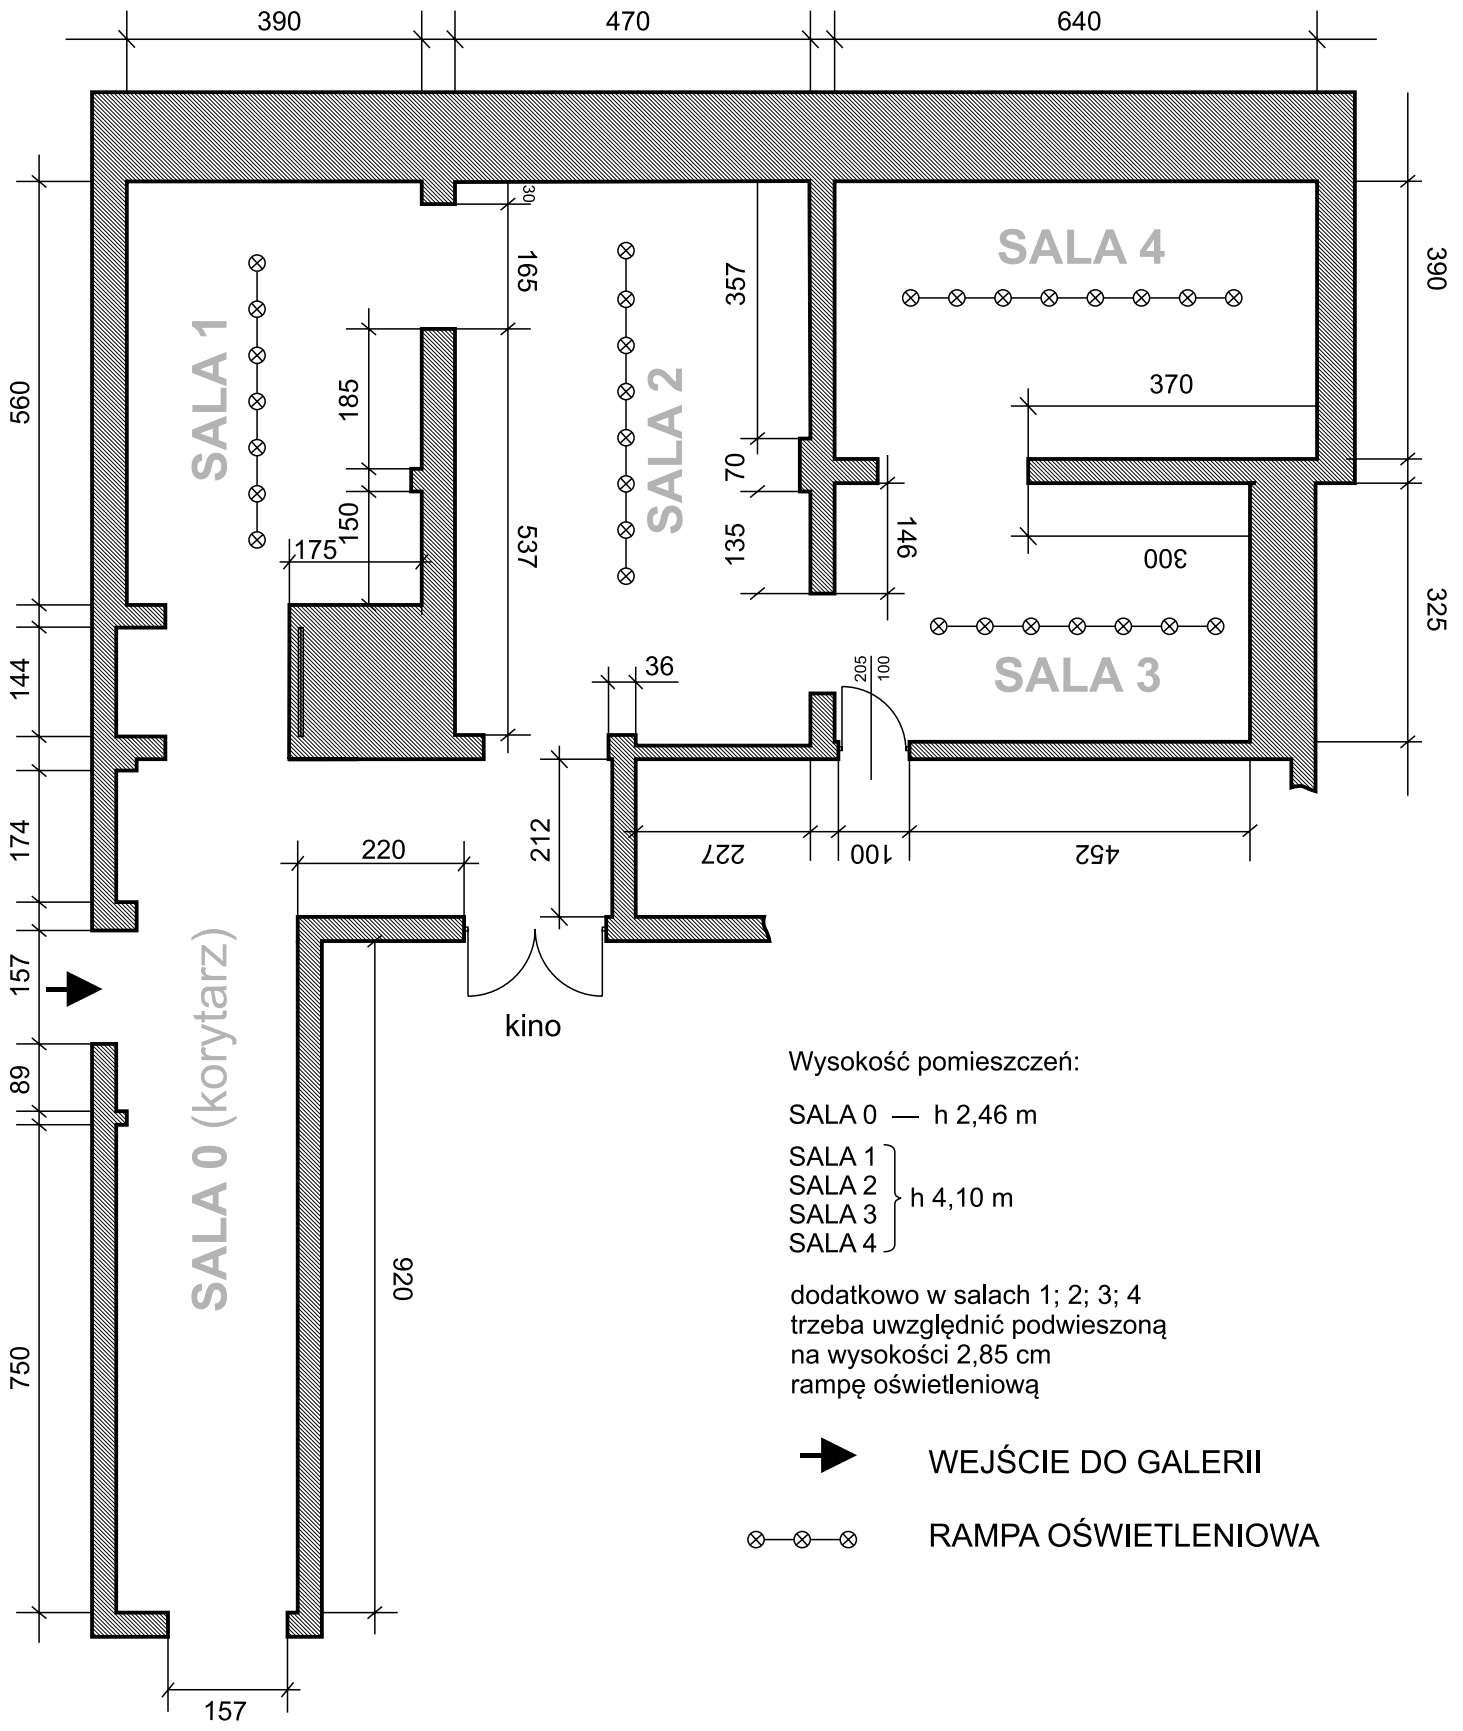 390
470
640
30
165
357
SALA 4
390
SALA 1
SALA 2
370
560
185
70
150
175
537
135
146
300
325
144
36
205
100
SALA 3
174
220
212
227
100
452
157
kino
SALA 0 (korytarz)
89
920
750
157
Wysokość pomieszczeń:
SALA 0 — h 2,46 m
SALA 1
SALA 2
SALA 3
SALA 4
h 4,10 m
dodatkowo w salach 1; 2; 3; 4
trzeba uwzględnić podwieszoną
na wysokości 2,85 cm
rampę oświetleniową
WEJŚCIE DO GALERII
RAMPA OŚWIETLENIOWA